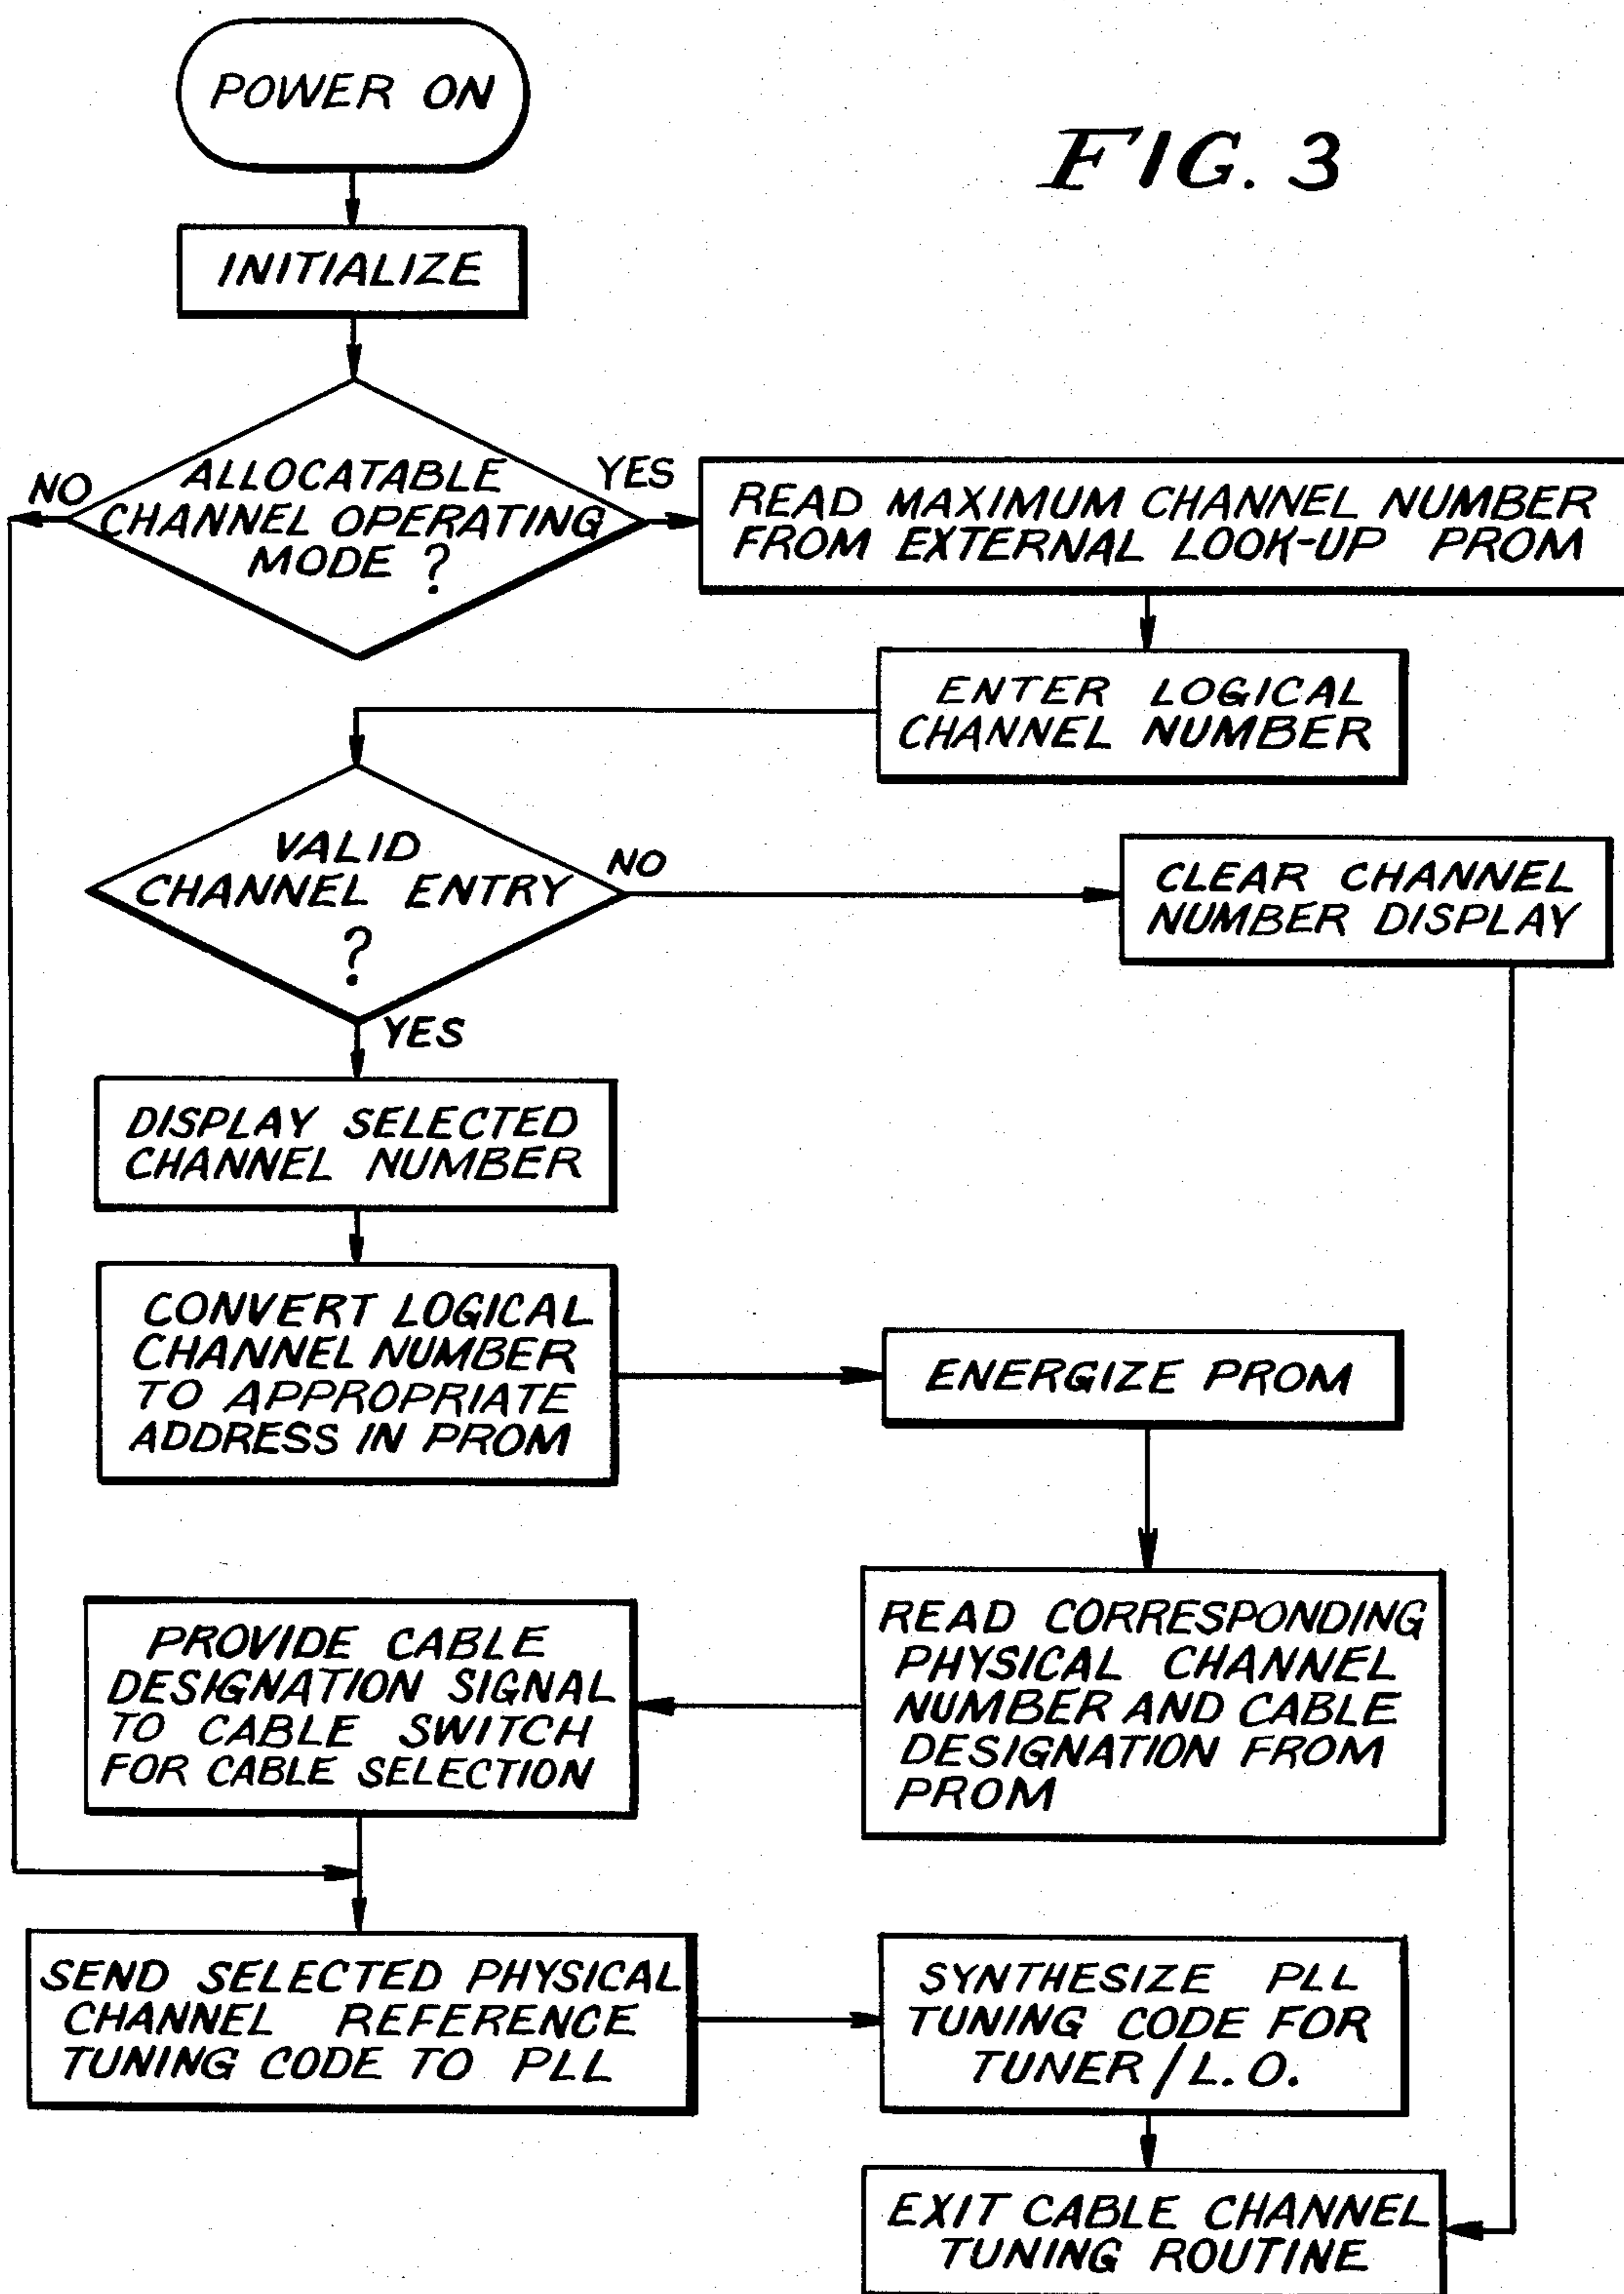 POWER ON
FIG. 3
INITIALIZE
NO
ALLOCATABLE
CHANNEL OPERATING
MODE ?
YES
READ MAXIMUM CHANNEL NUMBER
FROM EXTERNAL LOOK-UP PROM
ENTER LOGICAL
CHANNEL NUMBER
VALID
CHANNEL ENTRY
?
NO
CLEAR CHANNEL
NUMBER DISPLAY
YES
DISPLAY SELECTED
CHANNEL NUMBER
CONVERT LOGICAL
CHANNEL NUMBER
TO APPROPRIATE
ADDRESS IN PROM
ENERGIZE PROM
READ CORRESPONDING
PHYSICAL CHANNEL
NUMBER AND CABLE
DESIGNATION FROM
PROM
PROVIDE CABLE
DESIGNATION SIGNAL
TO CABLE SWITCH
FOR CABLE SELECTION
SEND SELECTED PHYSICAL
CHANNEL REFERENCE
TUNING CODE TO PLL
SYNTHESIZE PLL
TUNING CODE FOR
TUNER / L.O.
EXIT CABLE CHANNEL
TUNING ROUTINE